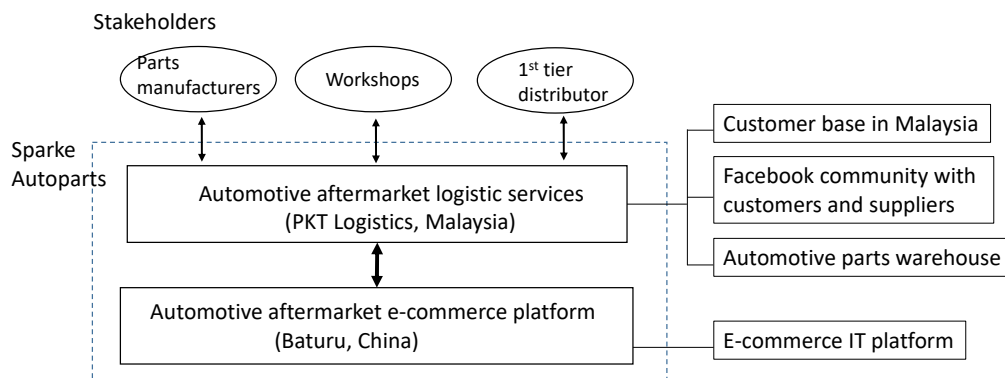 Stakeholders
Parts
manufacturers
Workshops
1st tier
distributor
Sparke
Autoparts
Automotive aftermarket logistic services
(PKT Logistics, Malaysia)
Customer base in Malaysia
Facebook community with
customers and suppliers
Automotive parts warehouse
Automotive aftermarket e-commerce platform
(Baturu, China)
E-commerce IT platform